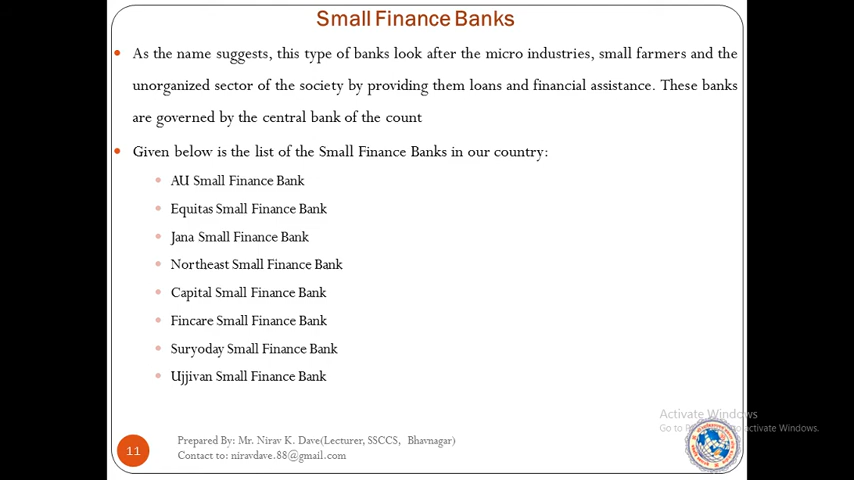 Small Finance Banks
As the name suggests, this type of banks look after the micro industries, small farmers and the
unorganized sector of the society by providing them loans and financial assistance. These banks
are governed by the central bank of the count
Given below is the list of the Small Finance Banks in our country:
AU Small Finance Bank
Equitas Small Finance Bank
Jana Small Finance Bank
Northeast Small Finance Bank
Capital Small Finance Bank
Fincare Small Finance Bank
Suryoday Small Finance Bank
Ujjivan Small Finance Bank
Activate Windows
Go to activate Windows.
11
Prepared By: Mr. Nirav K. Dave(Lecturer, SSCCS, Bhavnagar)
Contact to: niravdave.88@gmail.com